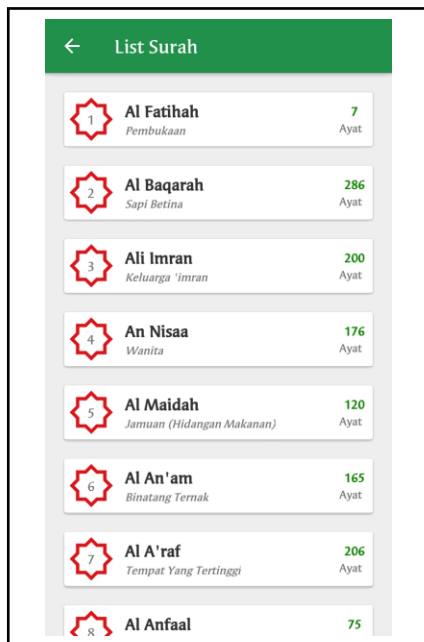 List Surah
1
Al Fatihah
7
Pembukaan
Ayat
2
Al Baqarah
286
Sapi Betina
Ayat
3
Ali Imran
200
Keluarga 'imran
Ayat
4
An Nisaa
176
Wanita
Ayat
5
Al Maidah
120
Jamuan (Hidangan Makanan)
Ayat
6
Al An'am
165
Binatang Ternak
Ayat
7
Al A'raf
206
Tempat Yang Tertinggi
Ayat
8
Al Anfaal
75